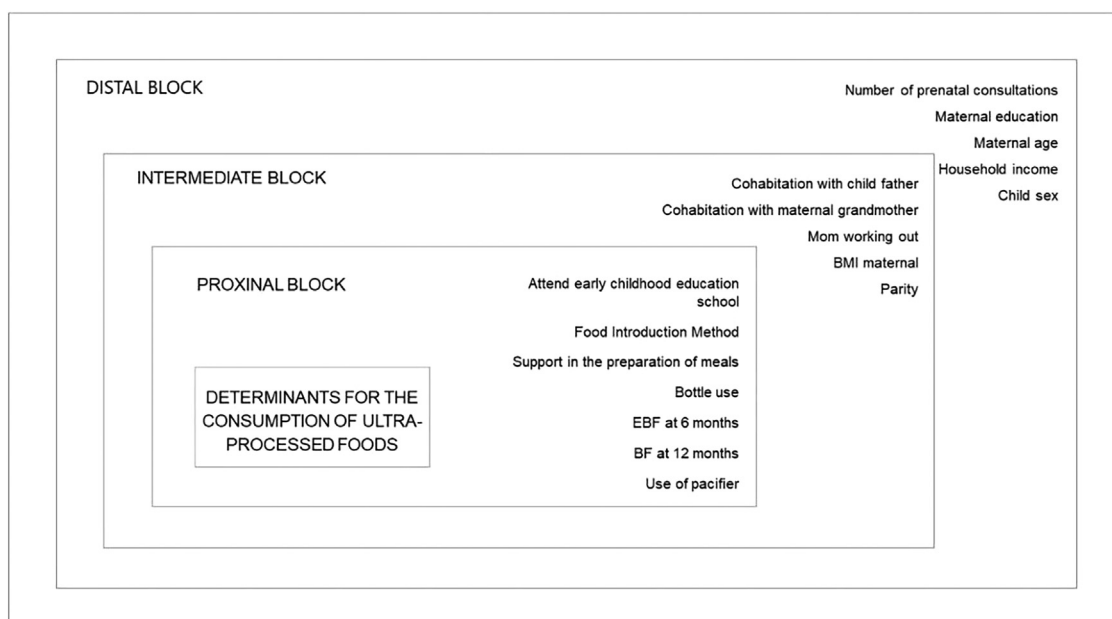 DISTAL BLOCK
Number of prenatal consultations
Maternal education
Maternal age
Household income
Child sex
INTERMEDIATE BLOCK
Cohabitation with child father
Cohabitation with maternal grandmother
Mom working out
BMI maternal
Parity
PROXINAL BLOCK
Attend early childhood education
school
Food Introduction Method
Support in the preparation of meals
Bottle use
EBF at 6 months
BF at 12 months
Use of pacifier
DETERMINANTS FOR THE
CONSUMPTION OF ULTRA-
PROCESSED FOODS